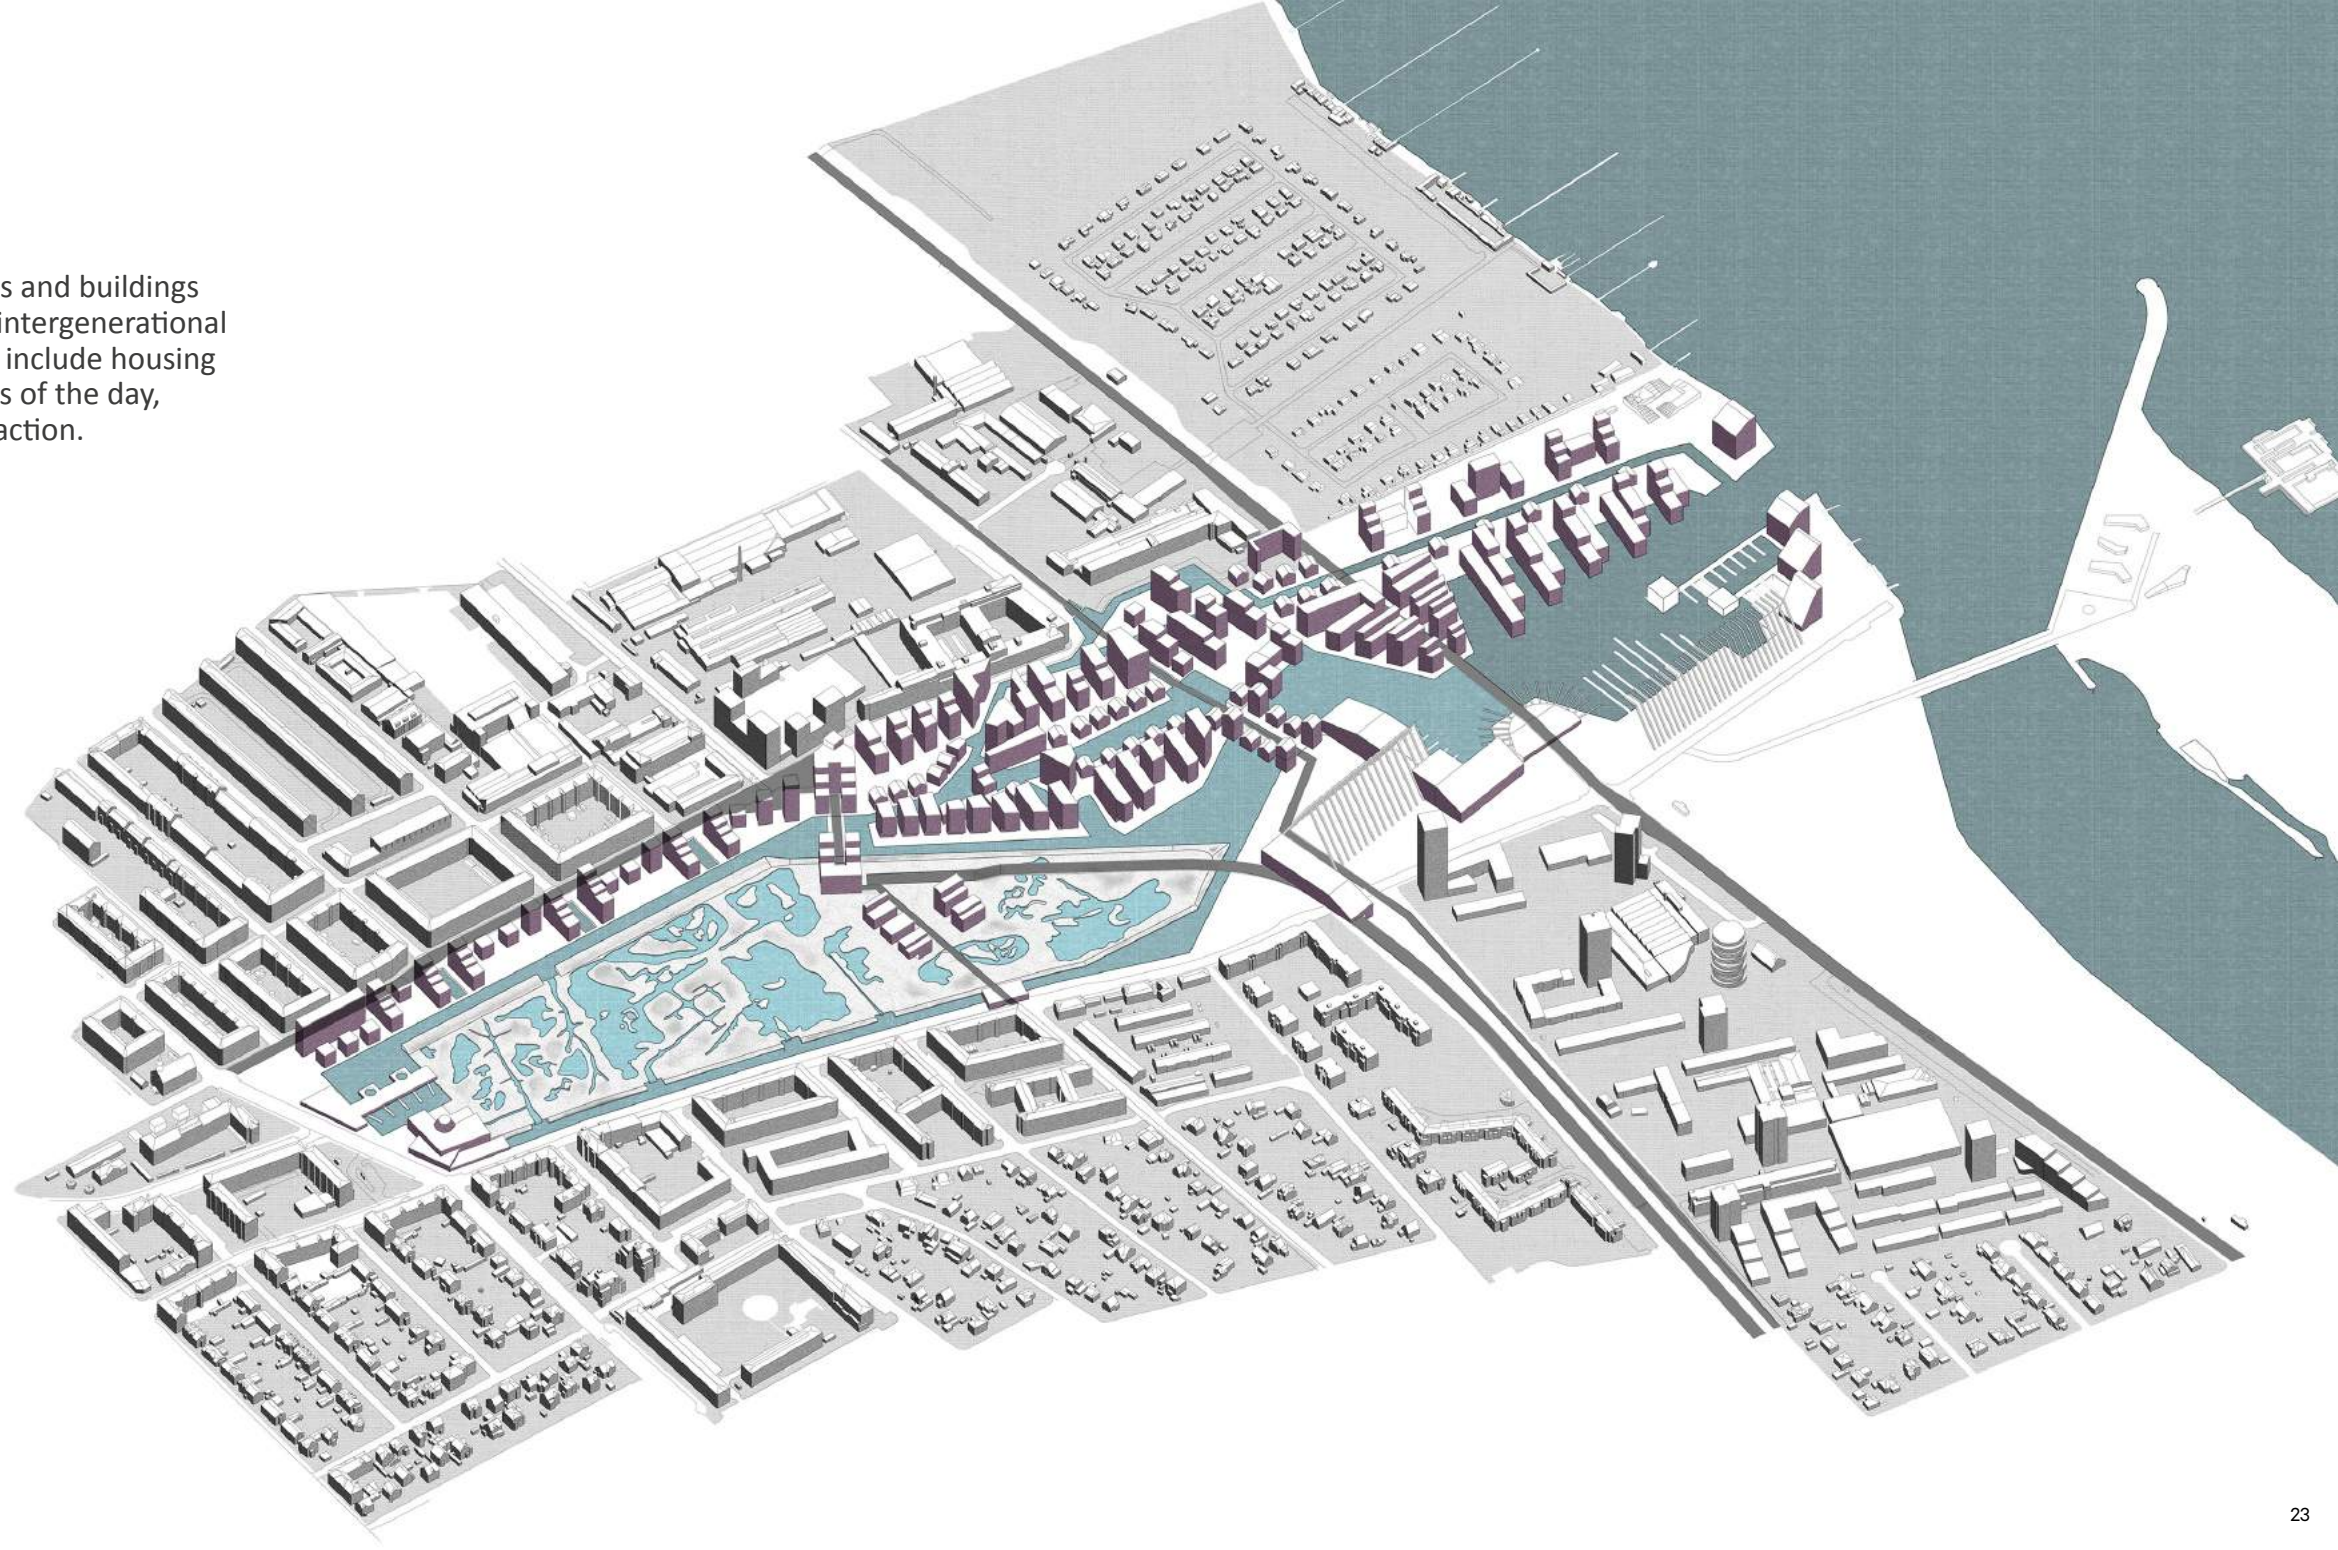 s and buildings
intergenerational
include housing
s of the day,
action.
23